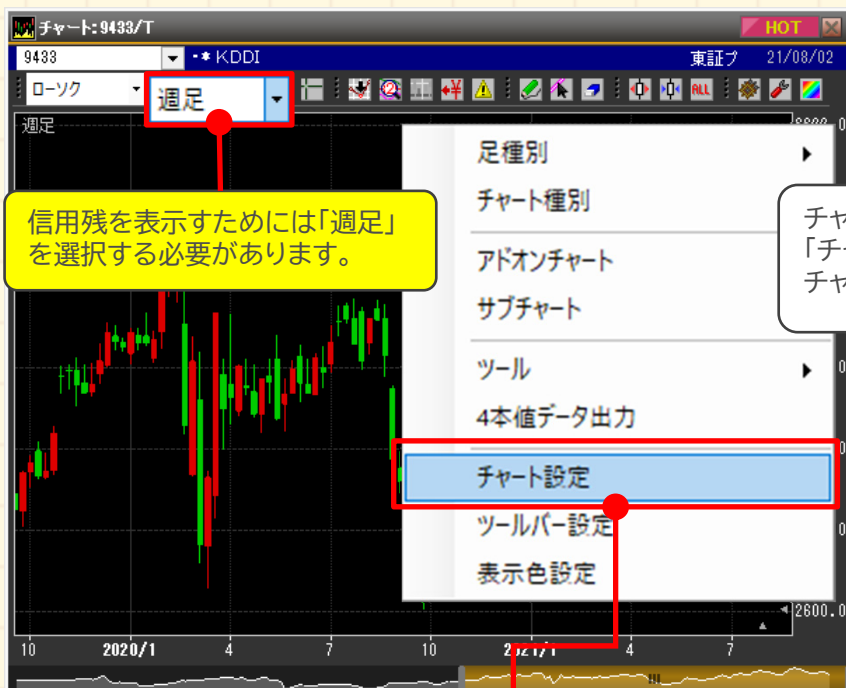 チャート:9433/T HOT
9433 ・* KDDI 東証プ 21/08/02
ローソク 週足 ALL
週足
足種別
チャート種別
アドオンチャート
サブチャート
ツール
4本値データ出力
チャート設定
ツールバー設定
表示色設定
信用残を表示すためには「週足」
を選択する必要があります。
チャ
「チ
チャ
2600.0
10 2020/1 4 7 10 2021/1 4 7